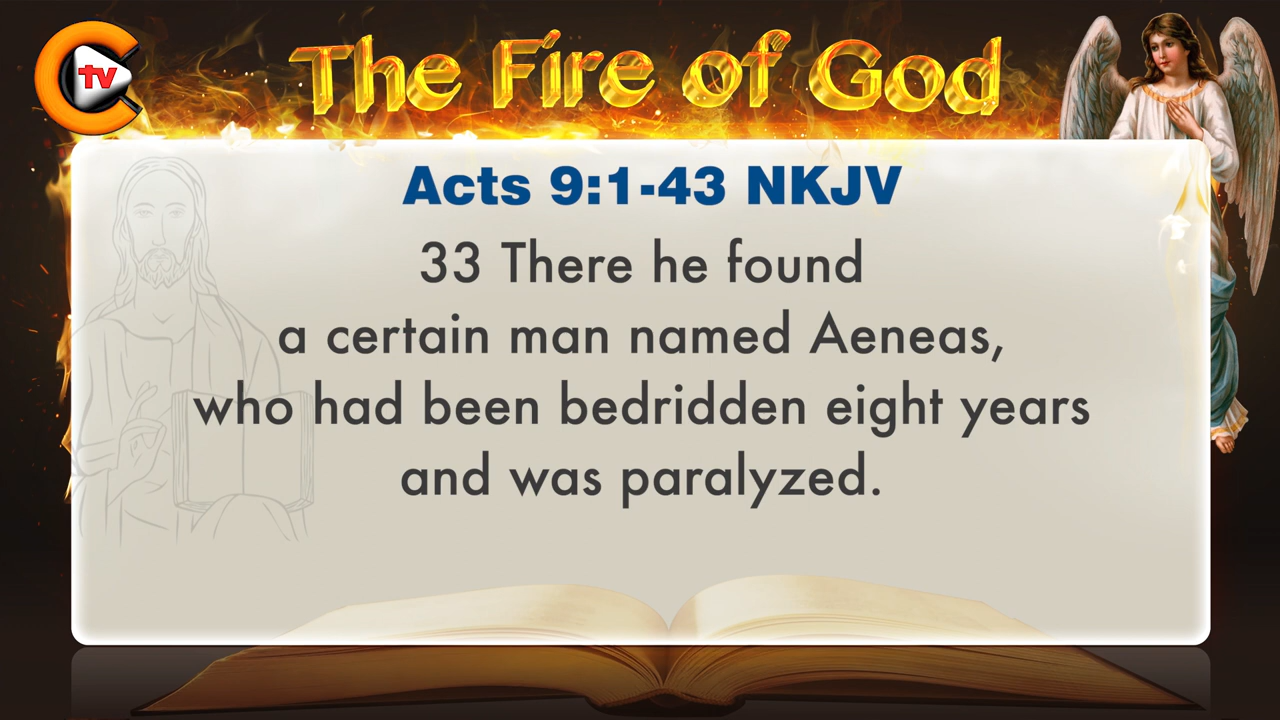 tv
The Fire of God
Acts 9:1-43 NKJV
33 There he found
a certain man named Aeneas,
who had been bedridden eight years
and was paralyzed.